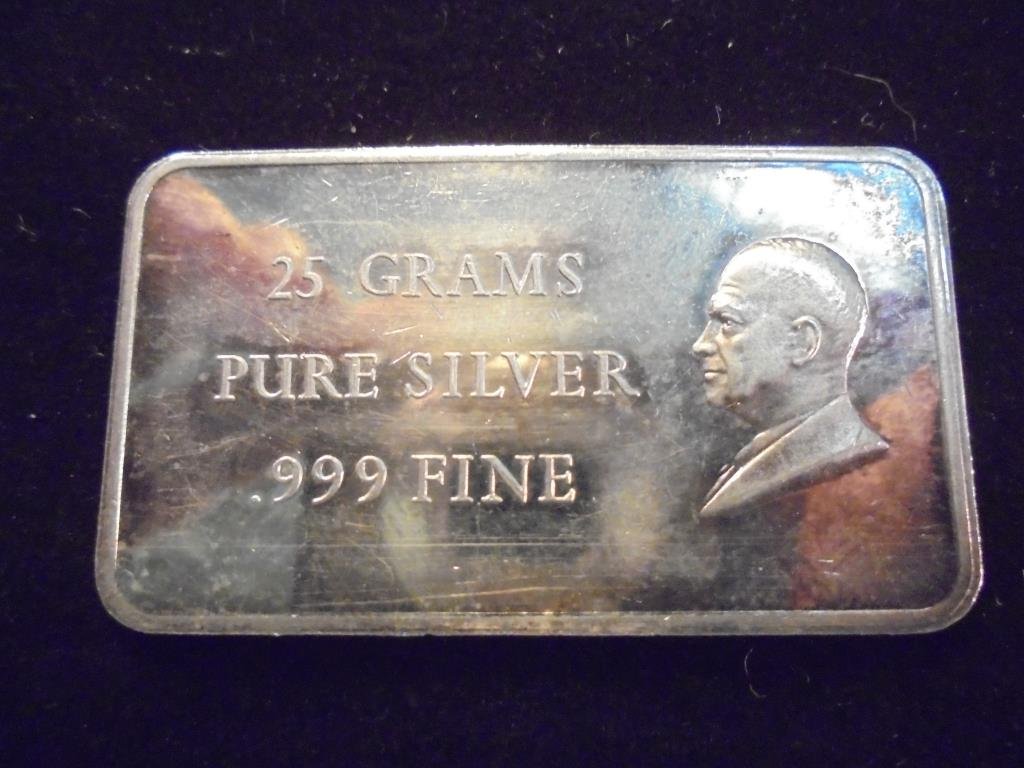 25 GRAMS
PURE SILVER
.999 FINE